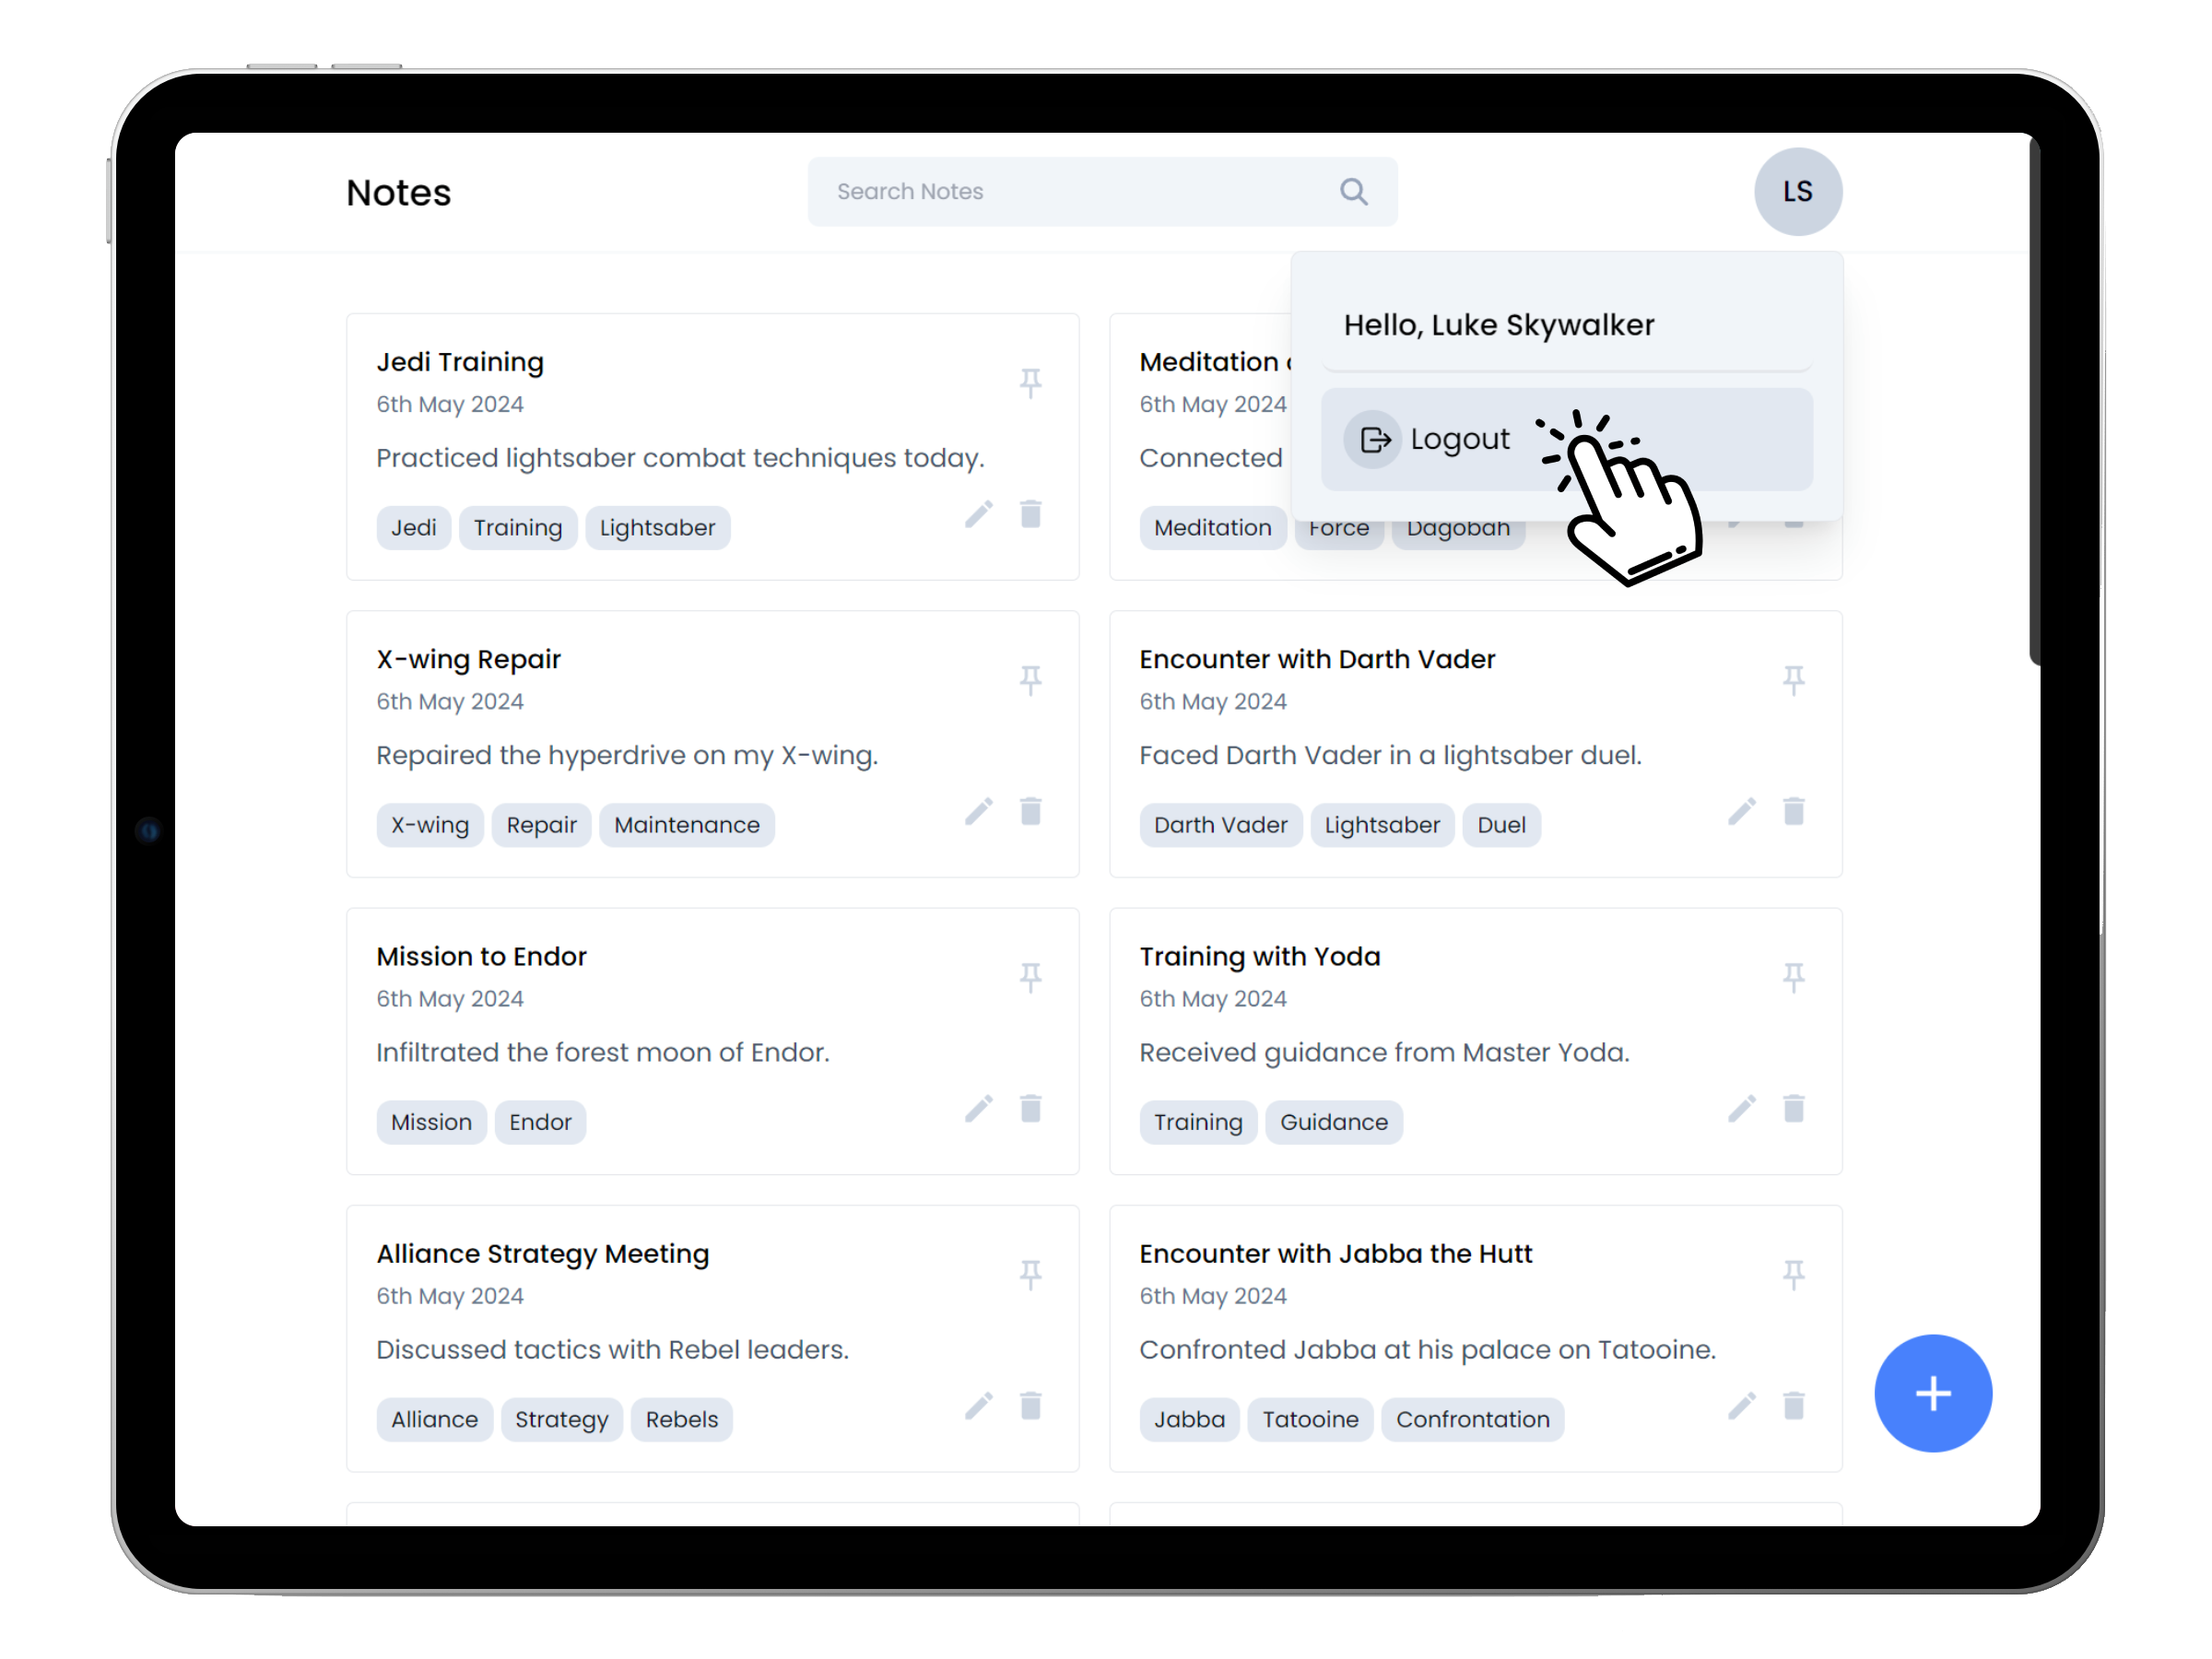 Notes
Search Notes
LS
Hello, Luke Skywalker
Logout
Jedi Training
6th May 2024
Practiced lightsaber combat techniques today.
Jedi Training Lightsaber
Meditation
6th May 2024
Connected
Meditation Force Dagobah
X-wing Repair
6th May 2024
Repaired the hyperdrive on my X-wing.
X-wing Repair Maintenance
Encounter with Darth Vader
6th May 2024
Faced Darth Vader in a lightsaber duel.
Darth Vader Lightsaber Duel
Mission to Endor
6th May 2024
Infiltrated the forest moon of Endor.
Mission Endor
Training with Yoda
6th May 2024
Received guidance from Master Yoda.
Training Guidance
Alliance Strategy Meeting
6th May 2024
Discussed tactics with Rebel leaders.
Alliance Strategy Rebels
Encounter with Jabba the Hutt
6th May 2024
Confronted Jabba at his palace on Tatooine.
Jabba Tatooine Confrontation